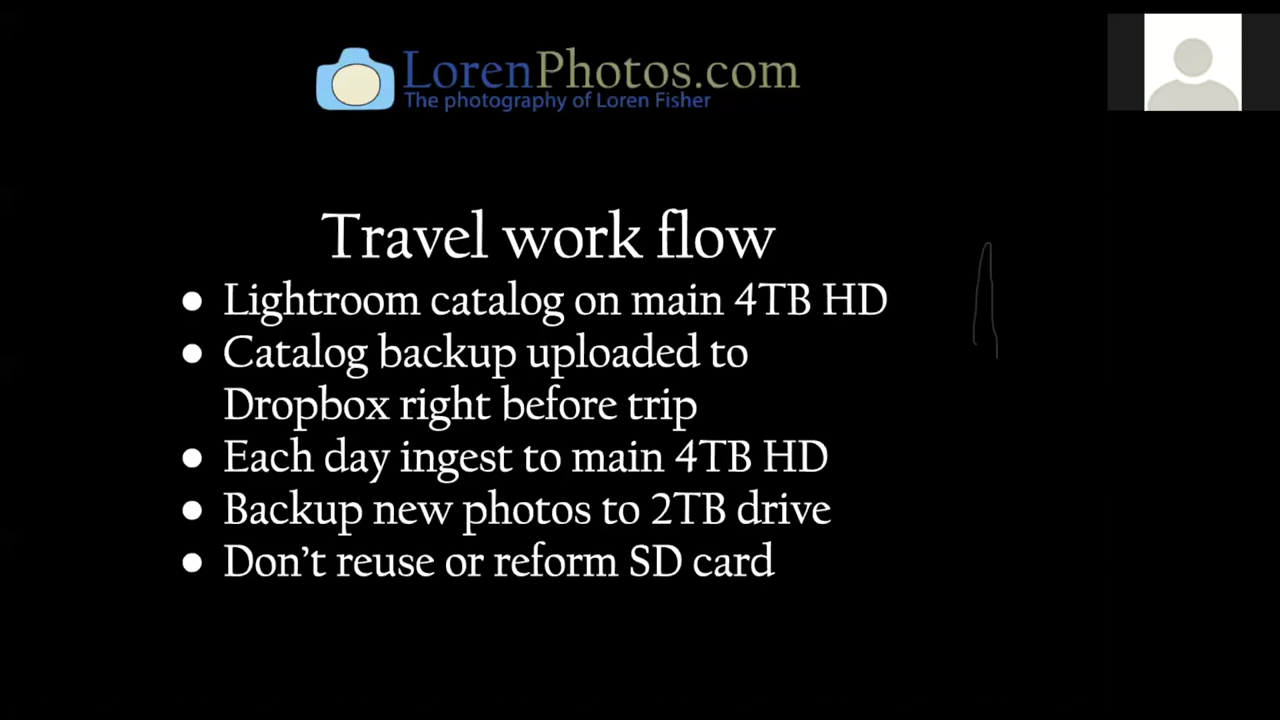 LorenPhotos.com
The photography of Loren Fisher
Travel work flow
● Lightroom catalog on main 4TB HD
● Catalog backup uploaded to
Dropbox right before trip
● Each day ingest to main 4TB HD
● Backup new photos to 2TB drive
● Don't reuse or reform SD card